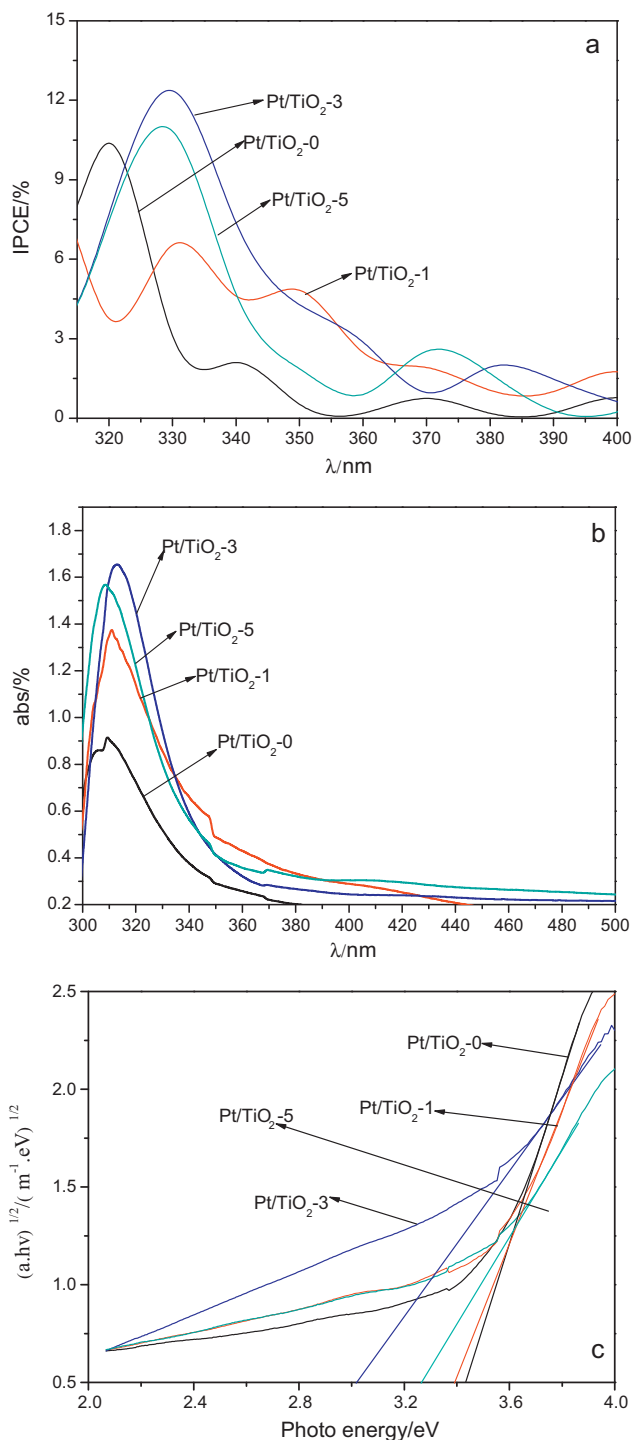 15
a
Pt/TiO2-3
12
Pt/TiO2-0
9
Pt/TiO2-5
IPCE/%
6
Pt/TiO2-1
3
0
320 330 340 350 360 370 380 390 400
λ/nm
b
1.8
Pt/TiO2-3
1.6
1.4
Pt/TiO2-5
1.2
Pt/TiO2-1
abs/%
1.0
Pt/TiO2-0
0.8
0.6
0.4
0.2
300 320 340 360 380 400 420 440 460 480 500
λ/nm
2.5
Pt/TiO2-0
2.0
Pt/TiO2-5
Pt/TiO2-1
(a.hv) 1/2/( m-1.eV) 1/2
1.5
Pt/TiO2-3
1.0
c
0.5
2.0 2.4 2.8 3.2 3.6 4.0
Photo energy/eV